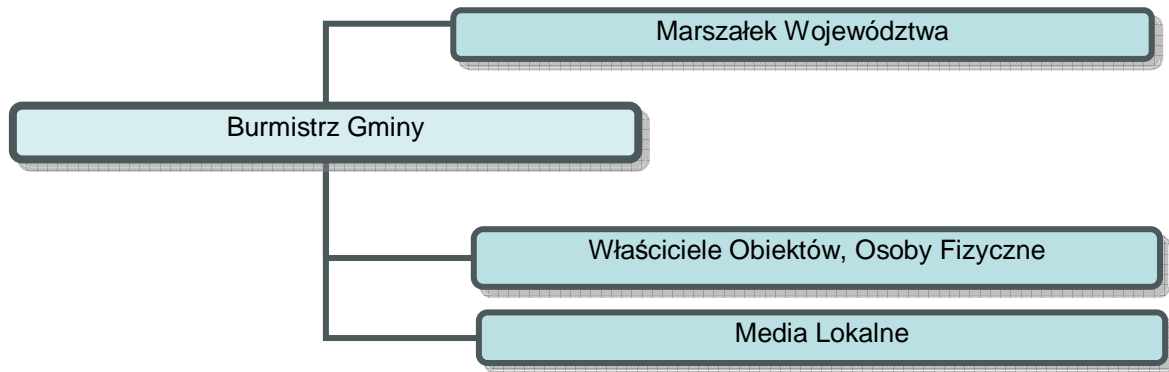 Marszałek Województwa
Burmistrz Gminy
Właściciele Obiektów, Osoby Fizyczne
Media Lokalne